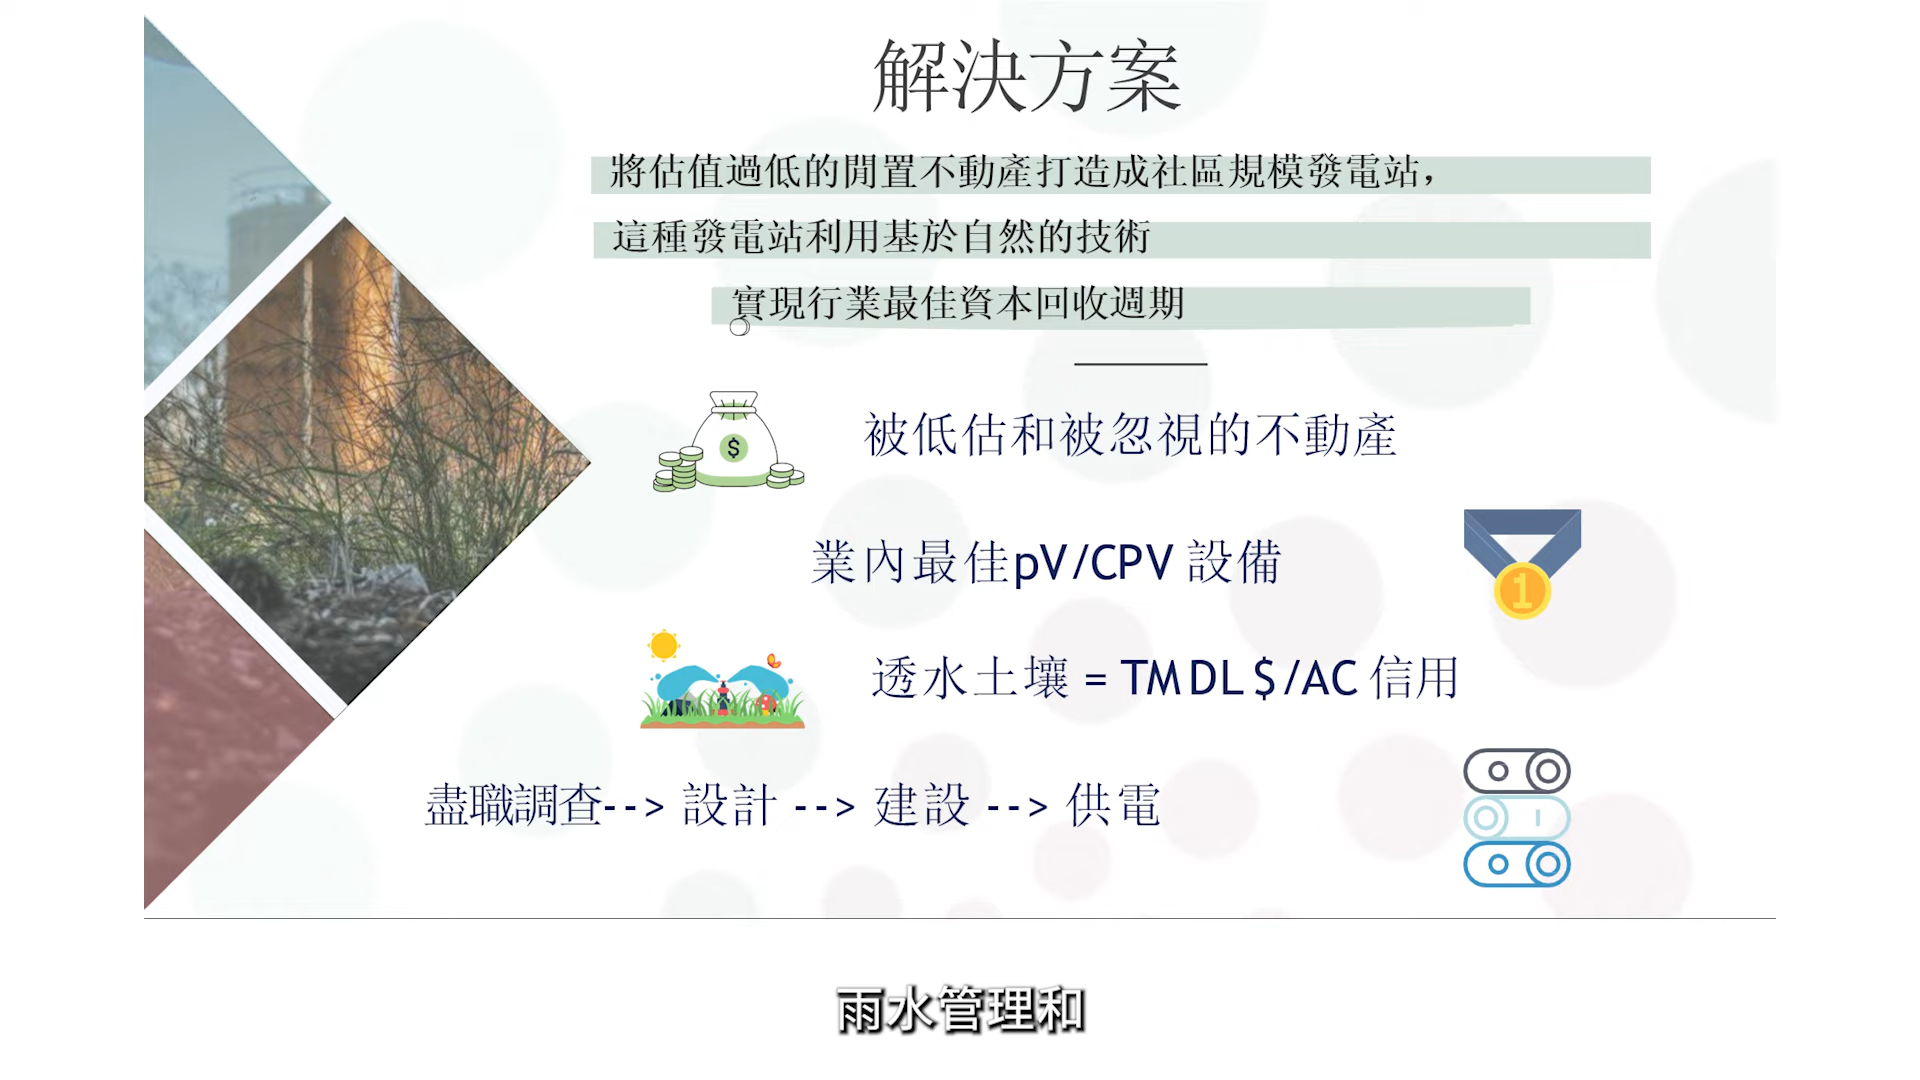 解決方案
將估值過低的閒置不動產打造成社區規模發電站，
這種發電站利用基於自然的技術
實現行業最佳資本回收週期
$
被低估和被忽視的不動產
業內最佳pV/CPV 設備
1
透水土壤 = TMDL $/AC 信用
盡職調查--> 設計 --> 建設 --> 供電
雨水管理和